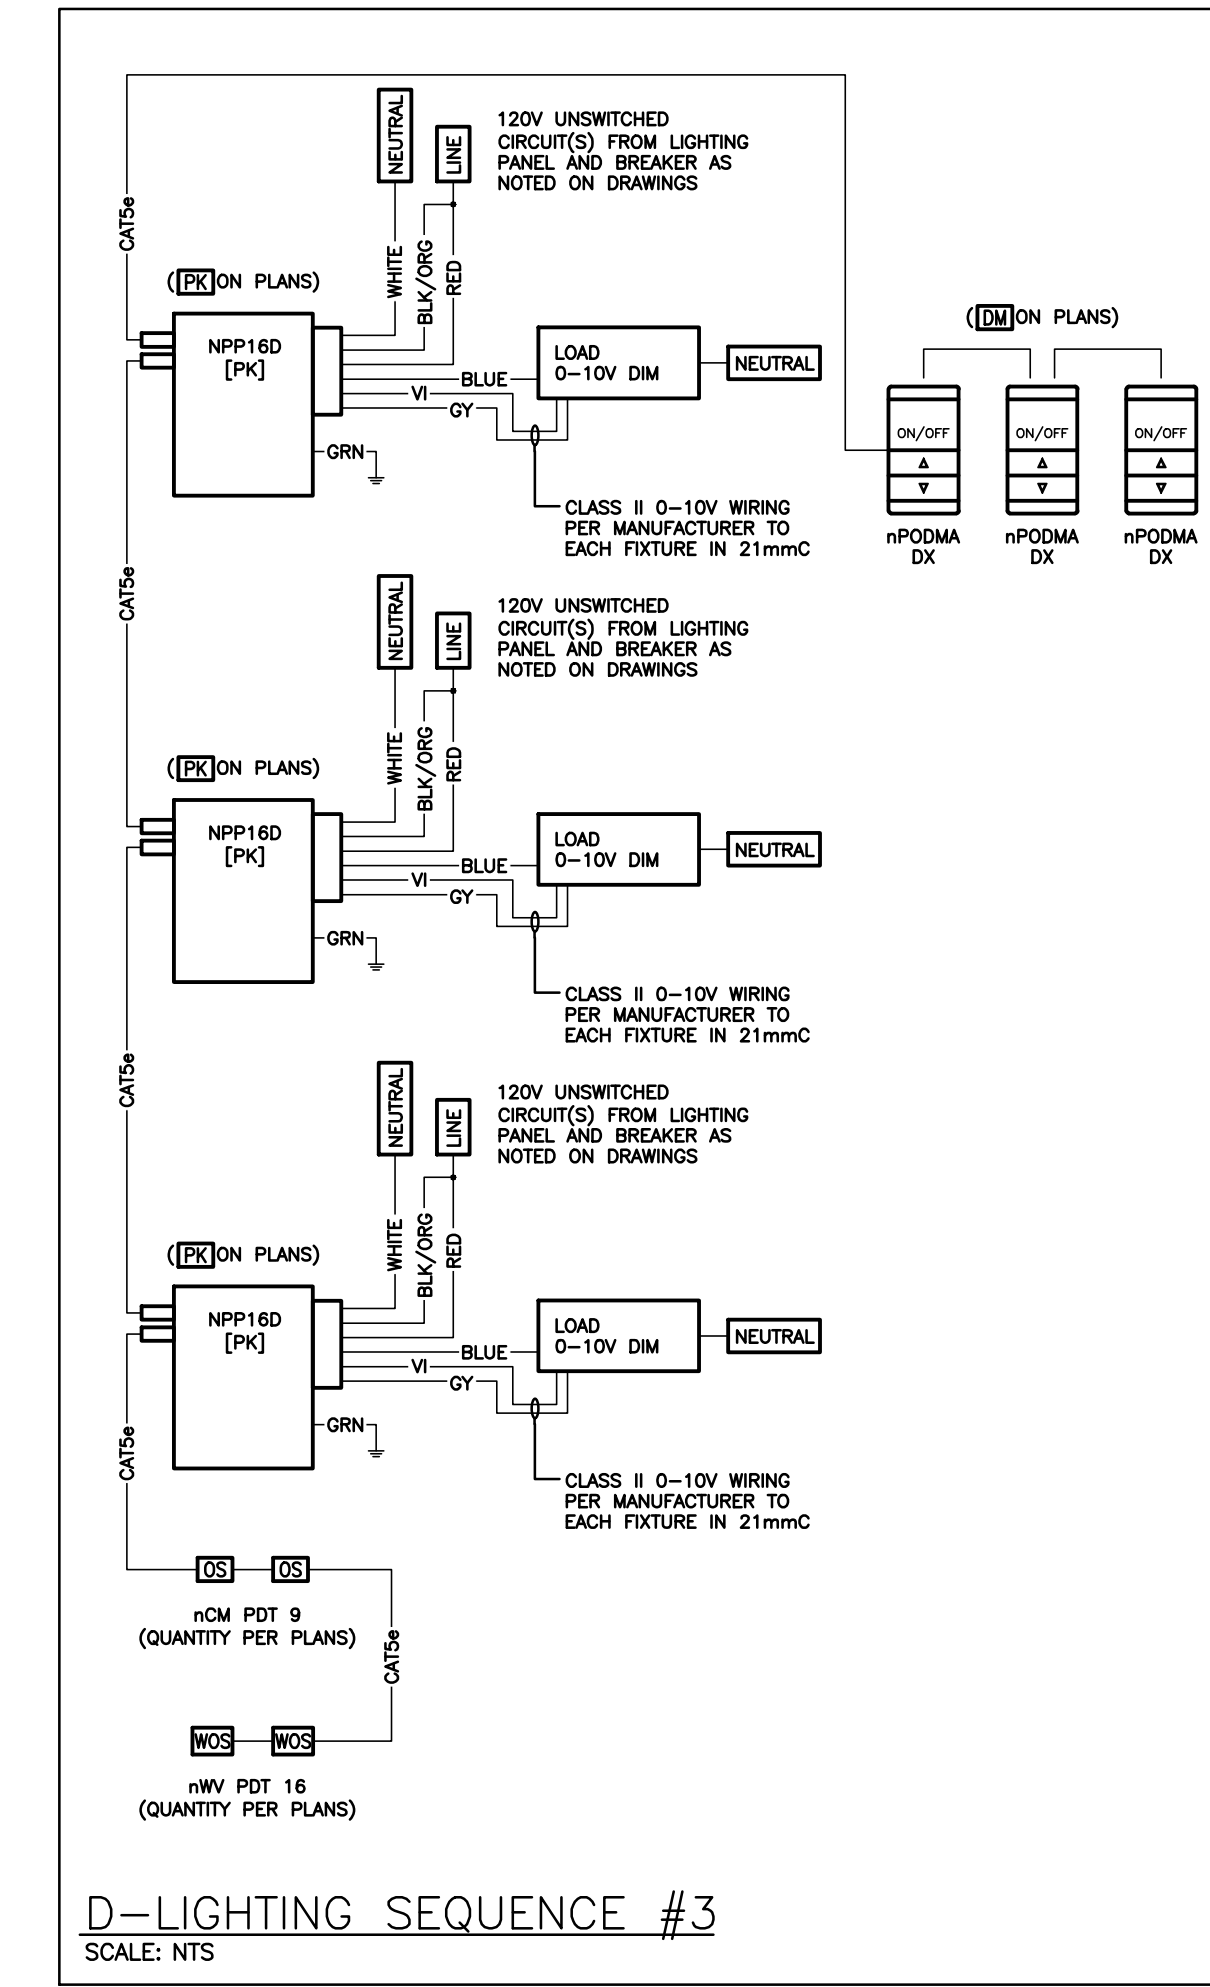 NEUTRAL
LINE
120V UNSWITCHED
CIRCUIT(S) FROM LIGHTING
PANEL AND BREAKER AS
NOTED ON DRAWINGS
CAT5e
WHITE
BLK/ORG
RED
(PK ON PLANS)
NPP16D
[PK]
LOAD
0-10V DIM
NEUTRAL
BLUE
VI
GY
GRN
CLASS II 0-10V WIRING
PER MANUFACTURER TO
EACH FIXTURE IN 21mmC
(DM ON PLANS)
ON/OFF
ON/OFF
ON/OFF
nPODMA
DX
nPODMA
DX
nPODMA
DX
CAT5e
NEUTRAL
LINE
120V UNSWITCHED
CIRCUIT(S) FROM LIGHTING
PANEL AND BREAKER AS
NOTED ON DRAWINGS
WHITE
BLK/ORG
RED
(PK ON PLANS)
NPP16D
[PK]
LOAD
0-10V DIM
NEUTRAL
BLUE
VI
GY
GRN
CLASS II 0-10V WIRING
PER MANUFACTURER TO
EACH FIXTURE IN 21mmC
CAT5e
NEUTRAL
LINE
120V UNSWITCHED
CIRCUIT(S) FROM LIGHTING
PANEL AND BREAKER AS
NOTED ON DRAWINGS
WHITE
BLK/ORG
RED
(PK ON PLANS)
NPP16D
[PK]
LOAD
0-10V DIM
NEUTRAL
BLUE
VI
GY
GRN
CLASS II 0-10V WIRING
PER MANUFACTURER TO
EACH FIXTURE IN 21mmC
CAT5e
OS OS
nCM PDT 9
(QUANTITY PER PLANS)
CAT5e
WOS WOS
nWV PDT 16
(QUANTITY PER PLANS)
D-LIGHTING SEQUENCE #3
SCALE: NTS